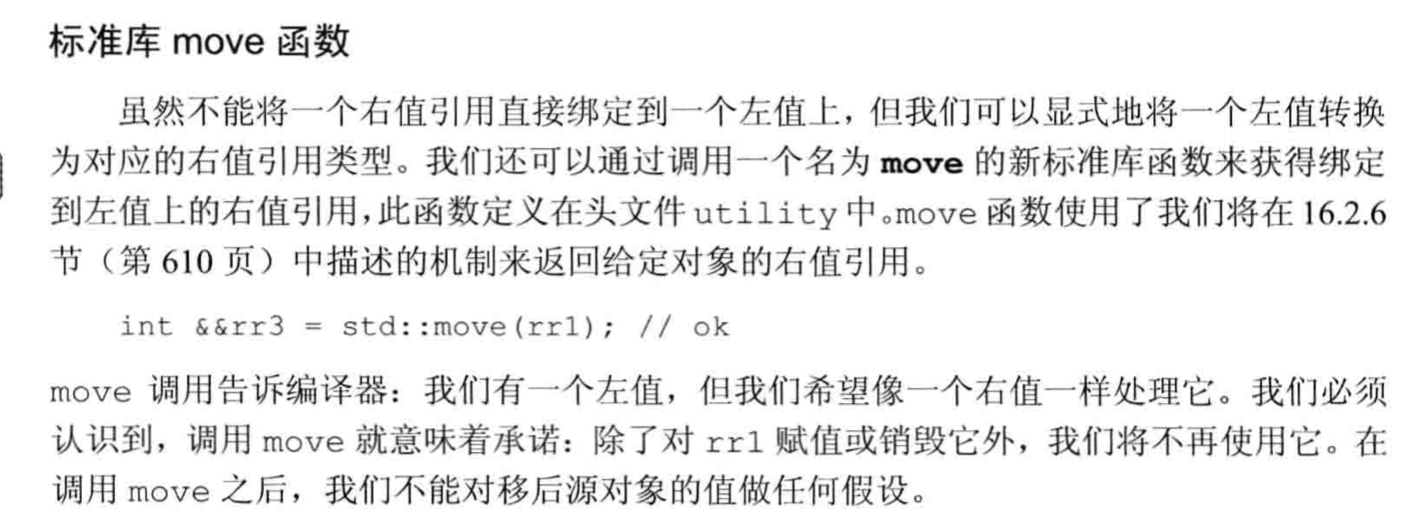 标准库 move 函数
虽然不能将一个右值引用直接绑定到一个左值上，但我们可以显式地将一个左值转换
为对应的右值引用类型。我们还可以通过调用一个名为 move 的新标准库函数来获得绑定
到左值上的右值引用，此函数定义在头文件 utility 中。move 函数使用了我们将在 16.2.6
节（第 610 页）中描述的机制来返回给定对象的右值引用。
int &&rr3 = std::move(rr1); // ok
move 调用告诉编译器：我们有一个左值，但我们希望像一个右值一样处理它。我们必须
认识到，调用 move 就意味着承诺：除了对 rr1 赋值或销毁它外，我们将不再使用它。在
调用 move 之后，我们不能对移后源对象的值做任何假设。